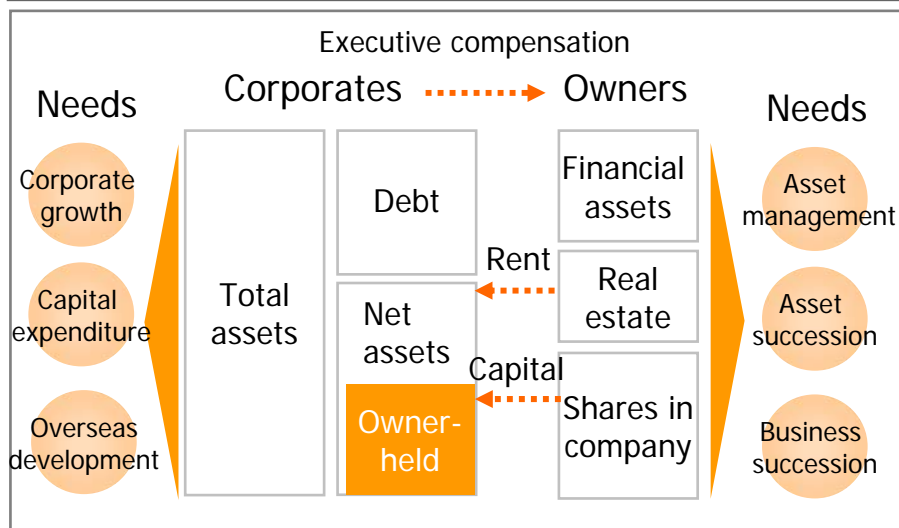 Executive compensation
Corporates
Owners
Needs
Corporate
growth
Capital
expenditure
Overseas
development
Total
assets
Debt
Net
assets
Owner-
held
Rent
Capital
Financial
assets
Real
estate
Shares in
company
Needs
Asset
management
Asset
succession
Business
succession